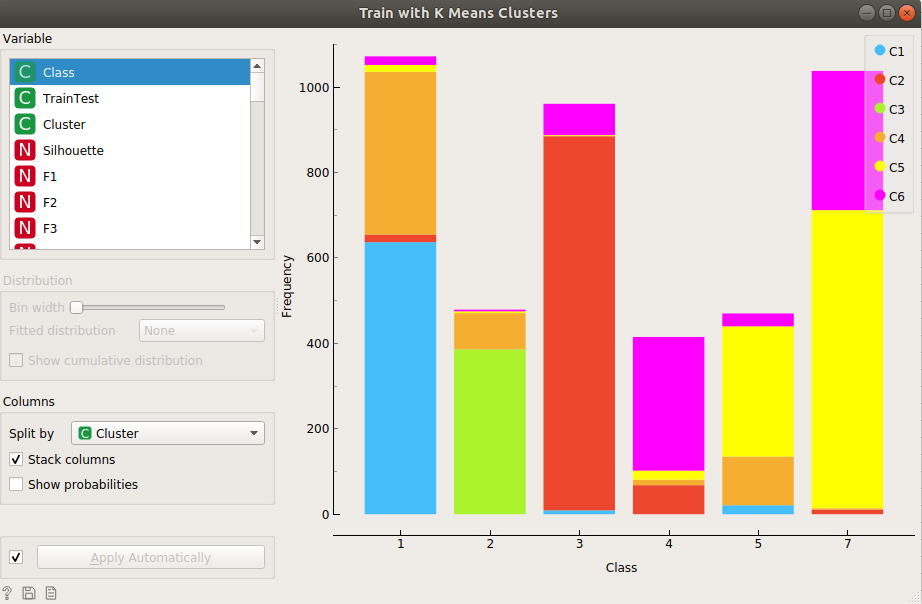 Train with K Means Clusters
Variable
C Class
C TrainTest
C Cluster
N Silhouette
N F1
N F2
N F3
Distribution
Bin width
Fitted distribution None
Show cumulative distribution
Columns
Split by C Cluster
Stack columns
Show probabilities
Apply Automatically
?
Frequency
1000
800
600
400
200
0
1 2 3 4 5 7
Class
C1
C2
C3
C4
C5
C6